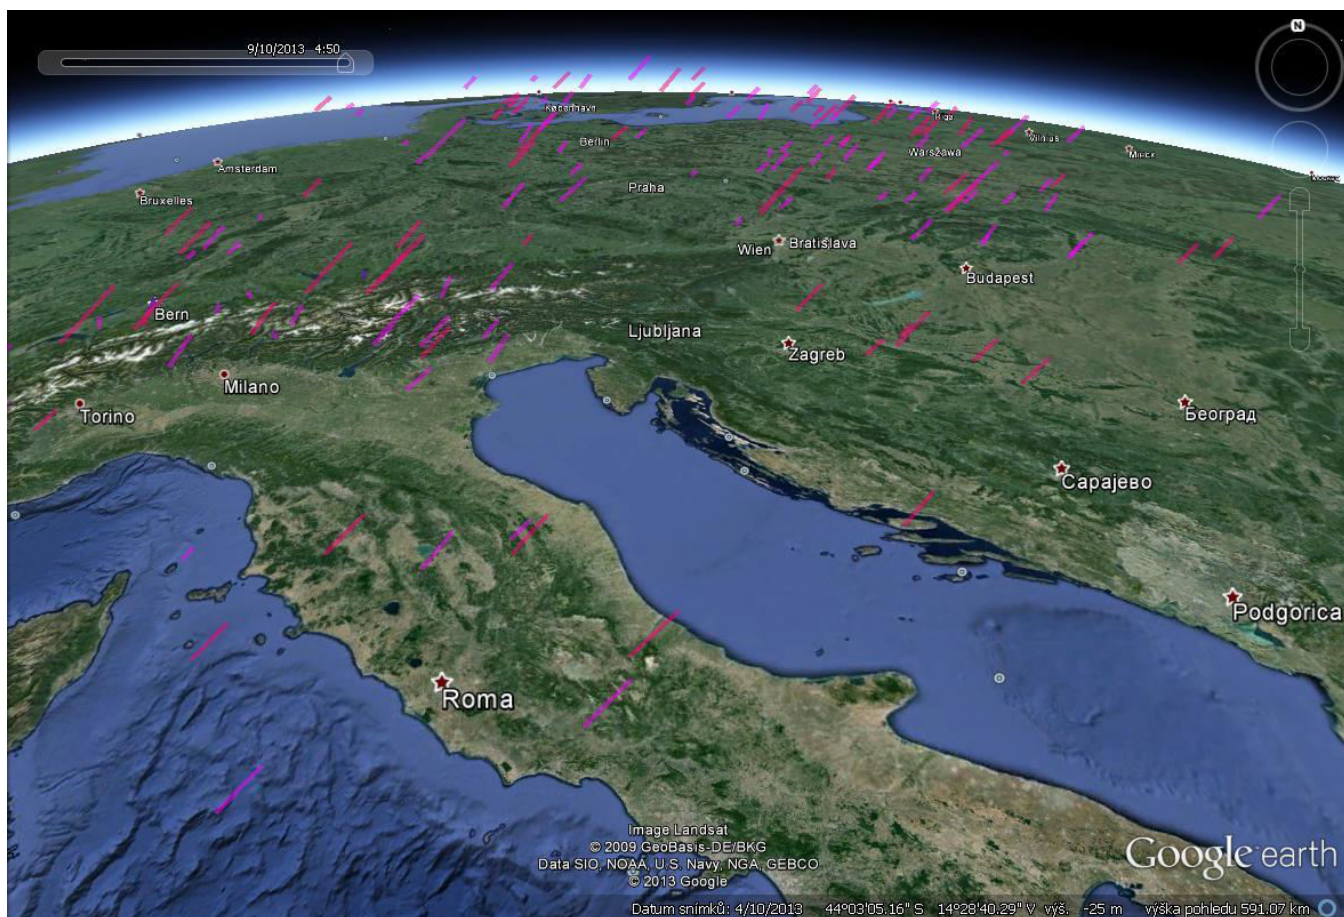 9/10/2013 4:50
N
København
Riga
Vilnius
Berlin
Warszawa
Минск
Amsterdam
Praha
Bruxelles
Wien
Bratislava
Budapest
Bern
Ljubljana
Zagreb
Milano
Torino
Београд
Сарајево
Podgorica
Roma
Image Landsat
© 2009 GeoBasis-DE/BKG
Data SIO, NOAA, U.S. Navy, NGA, GEBCO
© 2013 Google
Google earth
Datum snímků: 4/10/2013 44°03'05.16" S 14°28'40.29" V výš. -25 m výška pohledu 591.07 km